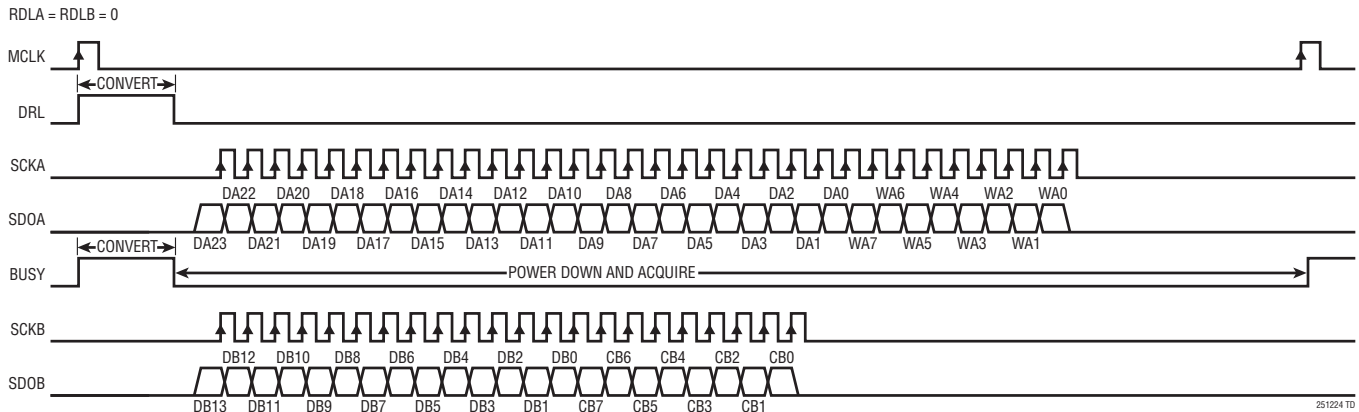 RDLA = RDLB = 0
MCLK
CONVERT
DRL
SCKA
DA22 DA20 DA18 DA16 DA14 DA12 DA10 DA8 DA6 DA4 DA2 DA0 WA6 WA4 WA2 WA0
SDOA
DA23 DA21 DA19 DA17 DA15 DA13 DA11 DA9 DA7 DA5 DA3 DA1 WA7 WA5 WA3 WA1
CONVERT
BUSY
POWER DOWN AND ACQUIRE
SCKB
DB12 DB10 DB8 DB6 DB4 DB2 DB0 CB6 CB4 CB2 CB0
SDOB
DB13 DB11 DB9 DB7 DB5 DB3 DB1 CB7 CB5 CB3 CB1
251224 TD